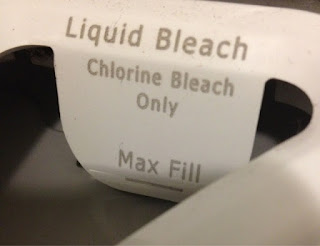 Liquid Bleach
Chlorine Bleach
Only
Max Fill